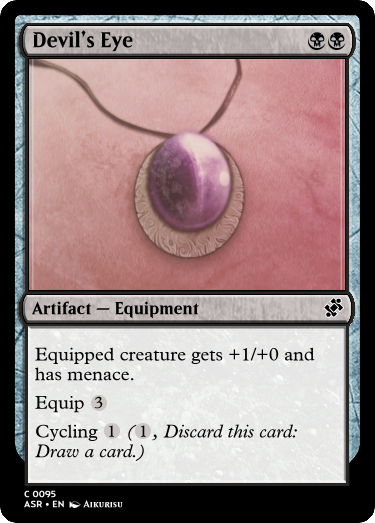 Devil's Eye
Artifact — Equipment
Equipped creature gets +1/+0 and
has menace.
Equip 3
Cycling 1 (1, Discard this card:
Draw a card.)
C 0095
ASR • EN Aikurisu